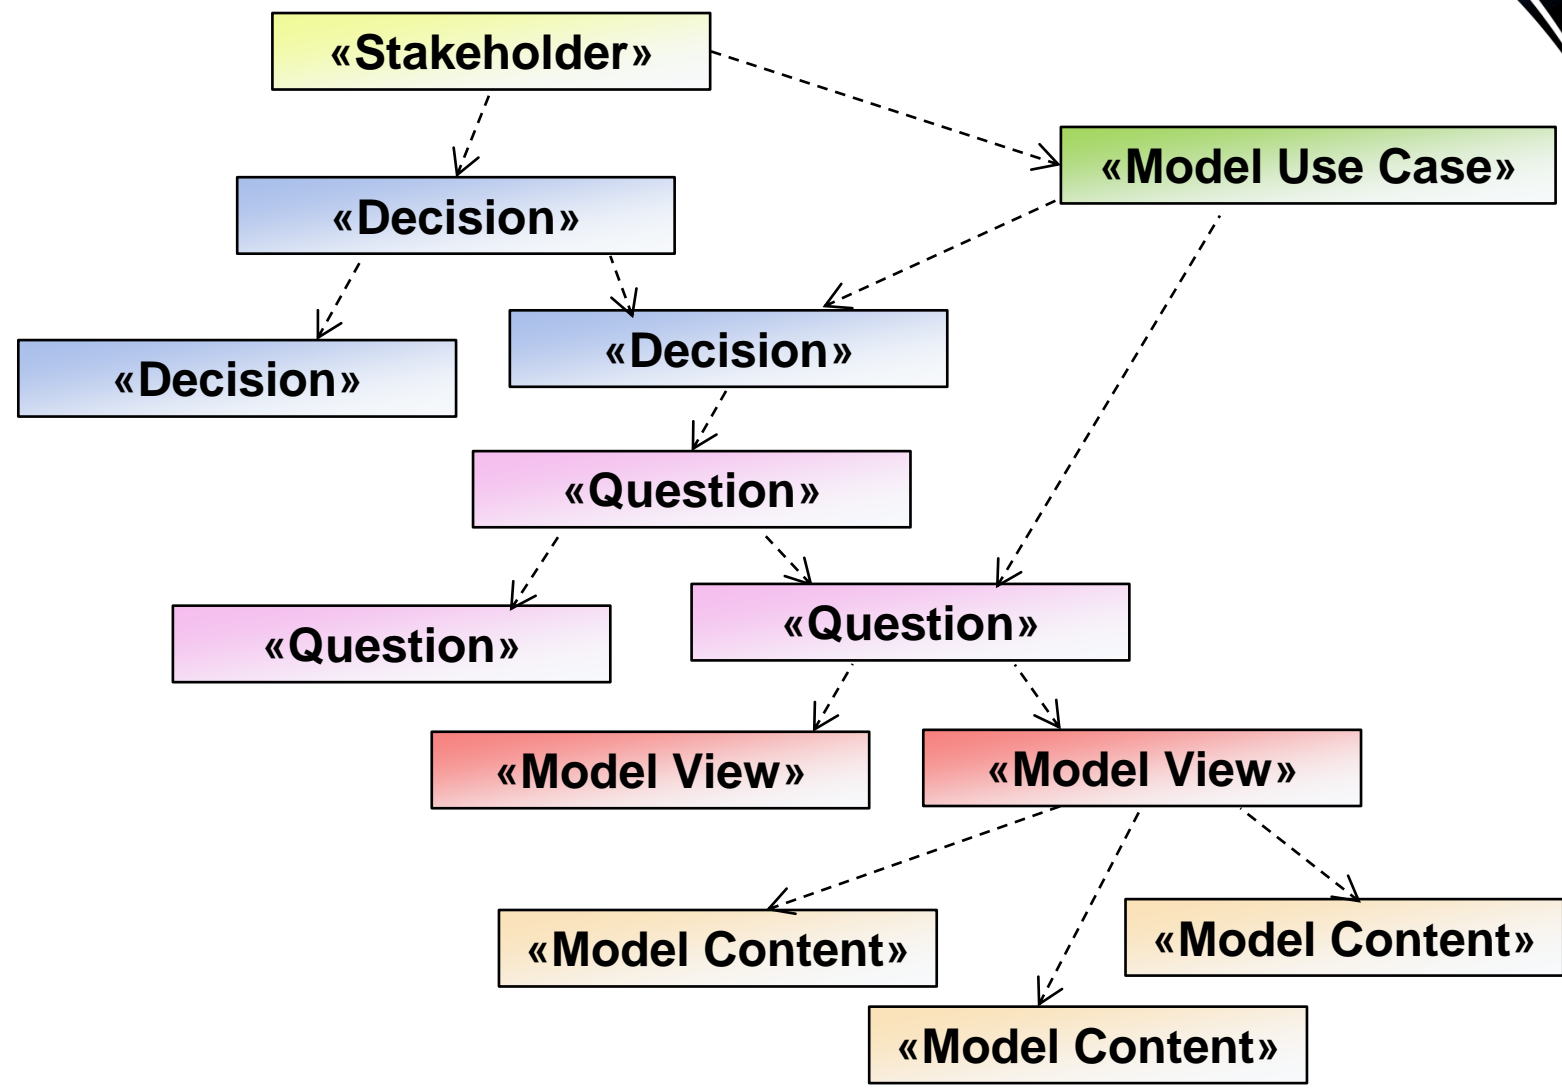 «Stakeholder»
«Model Use Case»
«Decision»
«Decision»
«Decision»
«Question»
«Question»
«Question»
«Model View»
«Model View»
«Model Content»
«Model Content»
«Model Content»